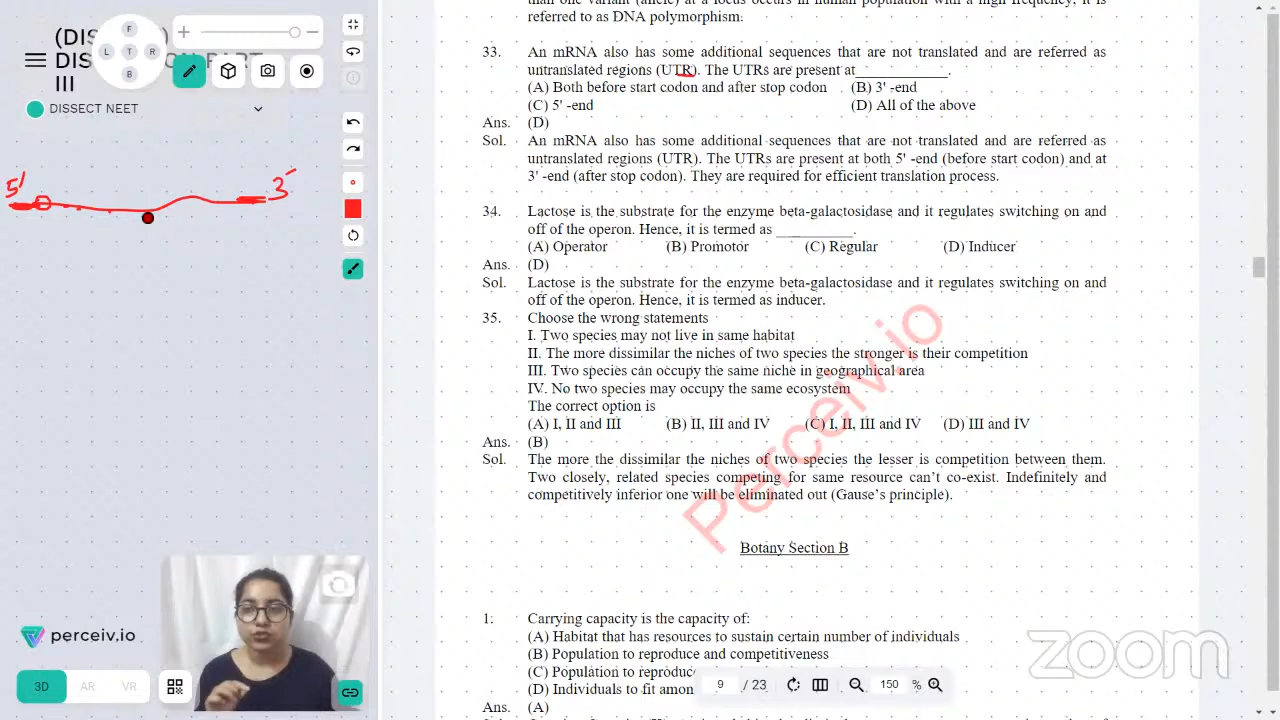 than one variant (allele) at a locus occurs in human population with a high frequency, it is
referred to as DNA polymorphism.
(DISSECT)
DISSECTION PART
III
F
L T R
B
DISSECT NEET
5'
3'
33. An mRNA also has some additional sequences that are not translated and are referred as
untranslated regions (UTR). The UTRs are present at____________.
(A) Both before start codon and after stop codon (B) 3' -end
(C) 5' -end (D) All of the above
Ans. (D)
Sol. An mRNA also has some additional sequences that are not translated and are referred as
untranslated regions (UTR). The UTRs are present at both 5' -end (before start codon) and at
3' -end (after stop codon). They are required for efficient translation process.
34. Lactose is the substrate for the enzyme beta-galactosidase and it regulates switching on and
off of the operon. Hence, it is termed as __________.
(A) Operator (B) Promotor (C) Regular (D) Inducer
Ans. (D)
Sol. Lactose is the substrate for the enzyme beta-galactosidase and it regulates switching on and
off of the operon. Hence, it is termed as inducer.
35. Choose the wrong statements
I. Two species may not live in same habitat
II. The more dissimilar the niches of two species the stronger is their competition
III. Two species can occupy the same niche in geographical area
IV. No two species may occupy the same ecosystem
The correct option is
(A) I, II and III (B) II, III and IV (C) I, II, III and IV (D) III and IV
Ans. (B)
Sol. The more the dissimilar the niches of two species the lesser is competition between them.
Two closely, related species competing for same resource can't co-exist. Indefinitely and
competitively inferior one will be eliminated out (Gause's principle).
Perceiv.io
Botany Section B
1. Carrying capacity is the capacity of:
(A) Habitat that has resources to sustain certain number of individuals
(B) Population to reproduce and competitiveness
(C) Population to reproduce
(D) Individuals to fit amon
Ans. (A)
perceiv.io
3D AR VR
9 / 23 150 %
zoom